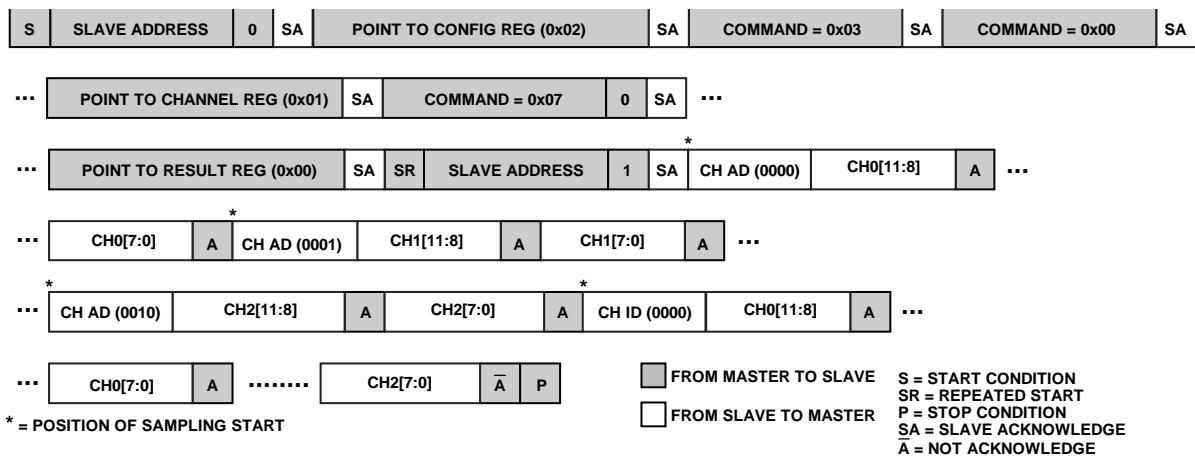 S SLAVE ADDRESS 0 SA POINT TO CONFIG REG (0x02) SA COMMAND = 0x03 SA COMMAND = 0x00 SA
... POINT TO CHANNEL REG (0x01) SA COMMAND = 0x07 0 SA ...
*
... POINT TO RESULT REG (0x00) SA SR SLAVE ADDRESS 1 SA CH AD (0000) CH0[11:8] A ...
*
... CH0[7:0] A CH AD (0001) CH1[11:8] A CH1[7:0] A ...
* *
... CH AD (0010) CH2[11:8] A CH2[7:0] A CH ID (0000) CH0[11:8] A ...
... CH0[7:0] A ........ CH2[7:0] A̅ P
* = POSITION OF SAMPLING START
FROM MASTER TO SLAVE
FROM SLAVE TO MASTER
S = START CONDITION
SR = REPEATED START
P = STOP CONDITION
SA = SLAVE ACKNOWLEDGE
A̅ = NOT ACKNOWLEDGE